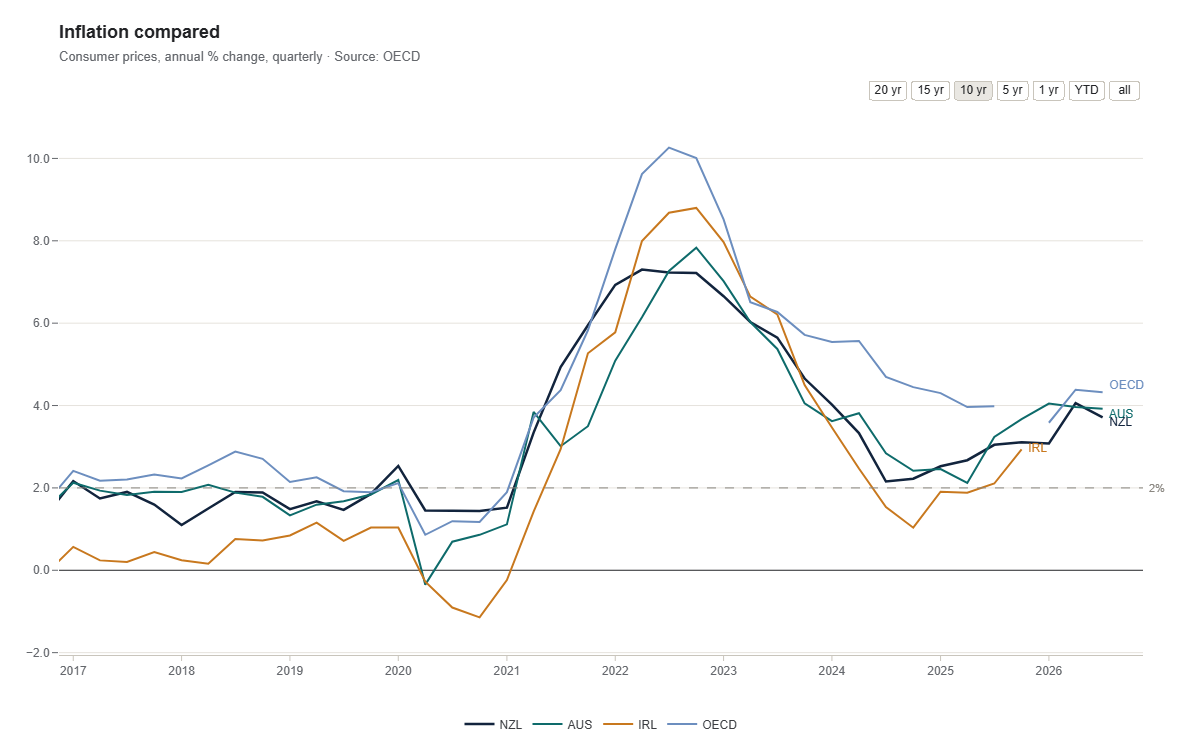 Inflation compared
Consumer prices, annual % change, quarterly · Source: OECD
20 yr 15 yr 10 yr 5 yr 1 yr YTD all
10.0
8.0
6.0
4.0
2.0
0.0
−2.0
OECD
AUS
NZL
IRL
2%
2017 2018 2019 2020 2021 2022 2023 2024 2025 2026
NZL AUS IRL OECD